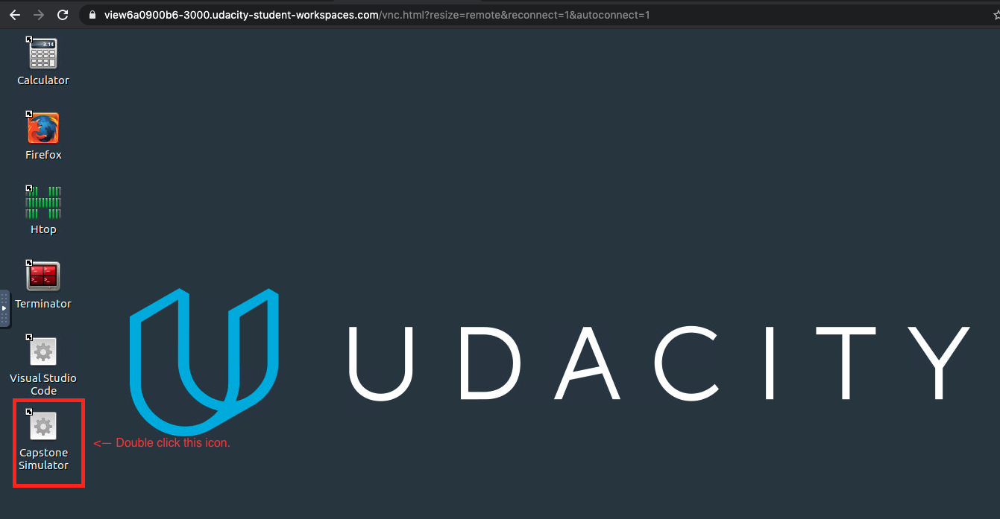 view6a0900b6-3000.udacity-student-workspaces.com/vnc.html?resize=remote&reconnect=1&autoconnect=1
3.14
Calculator
Firefox
Htop
Terminator
Visual Studio
Code
UDACITY
Capstone
Simulator
<— Double click this icon.